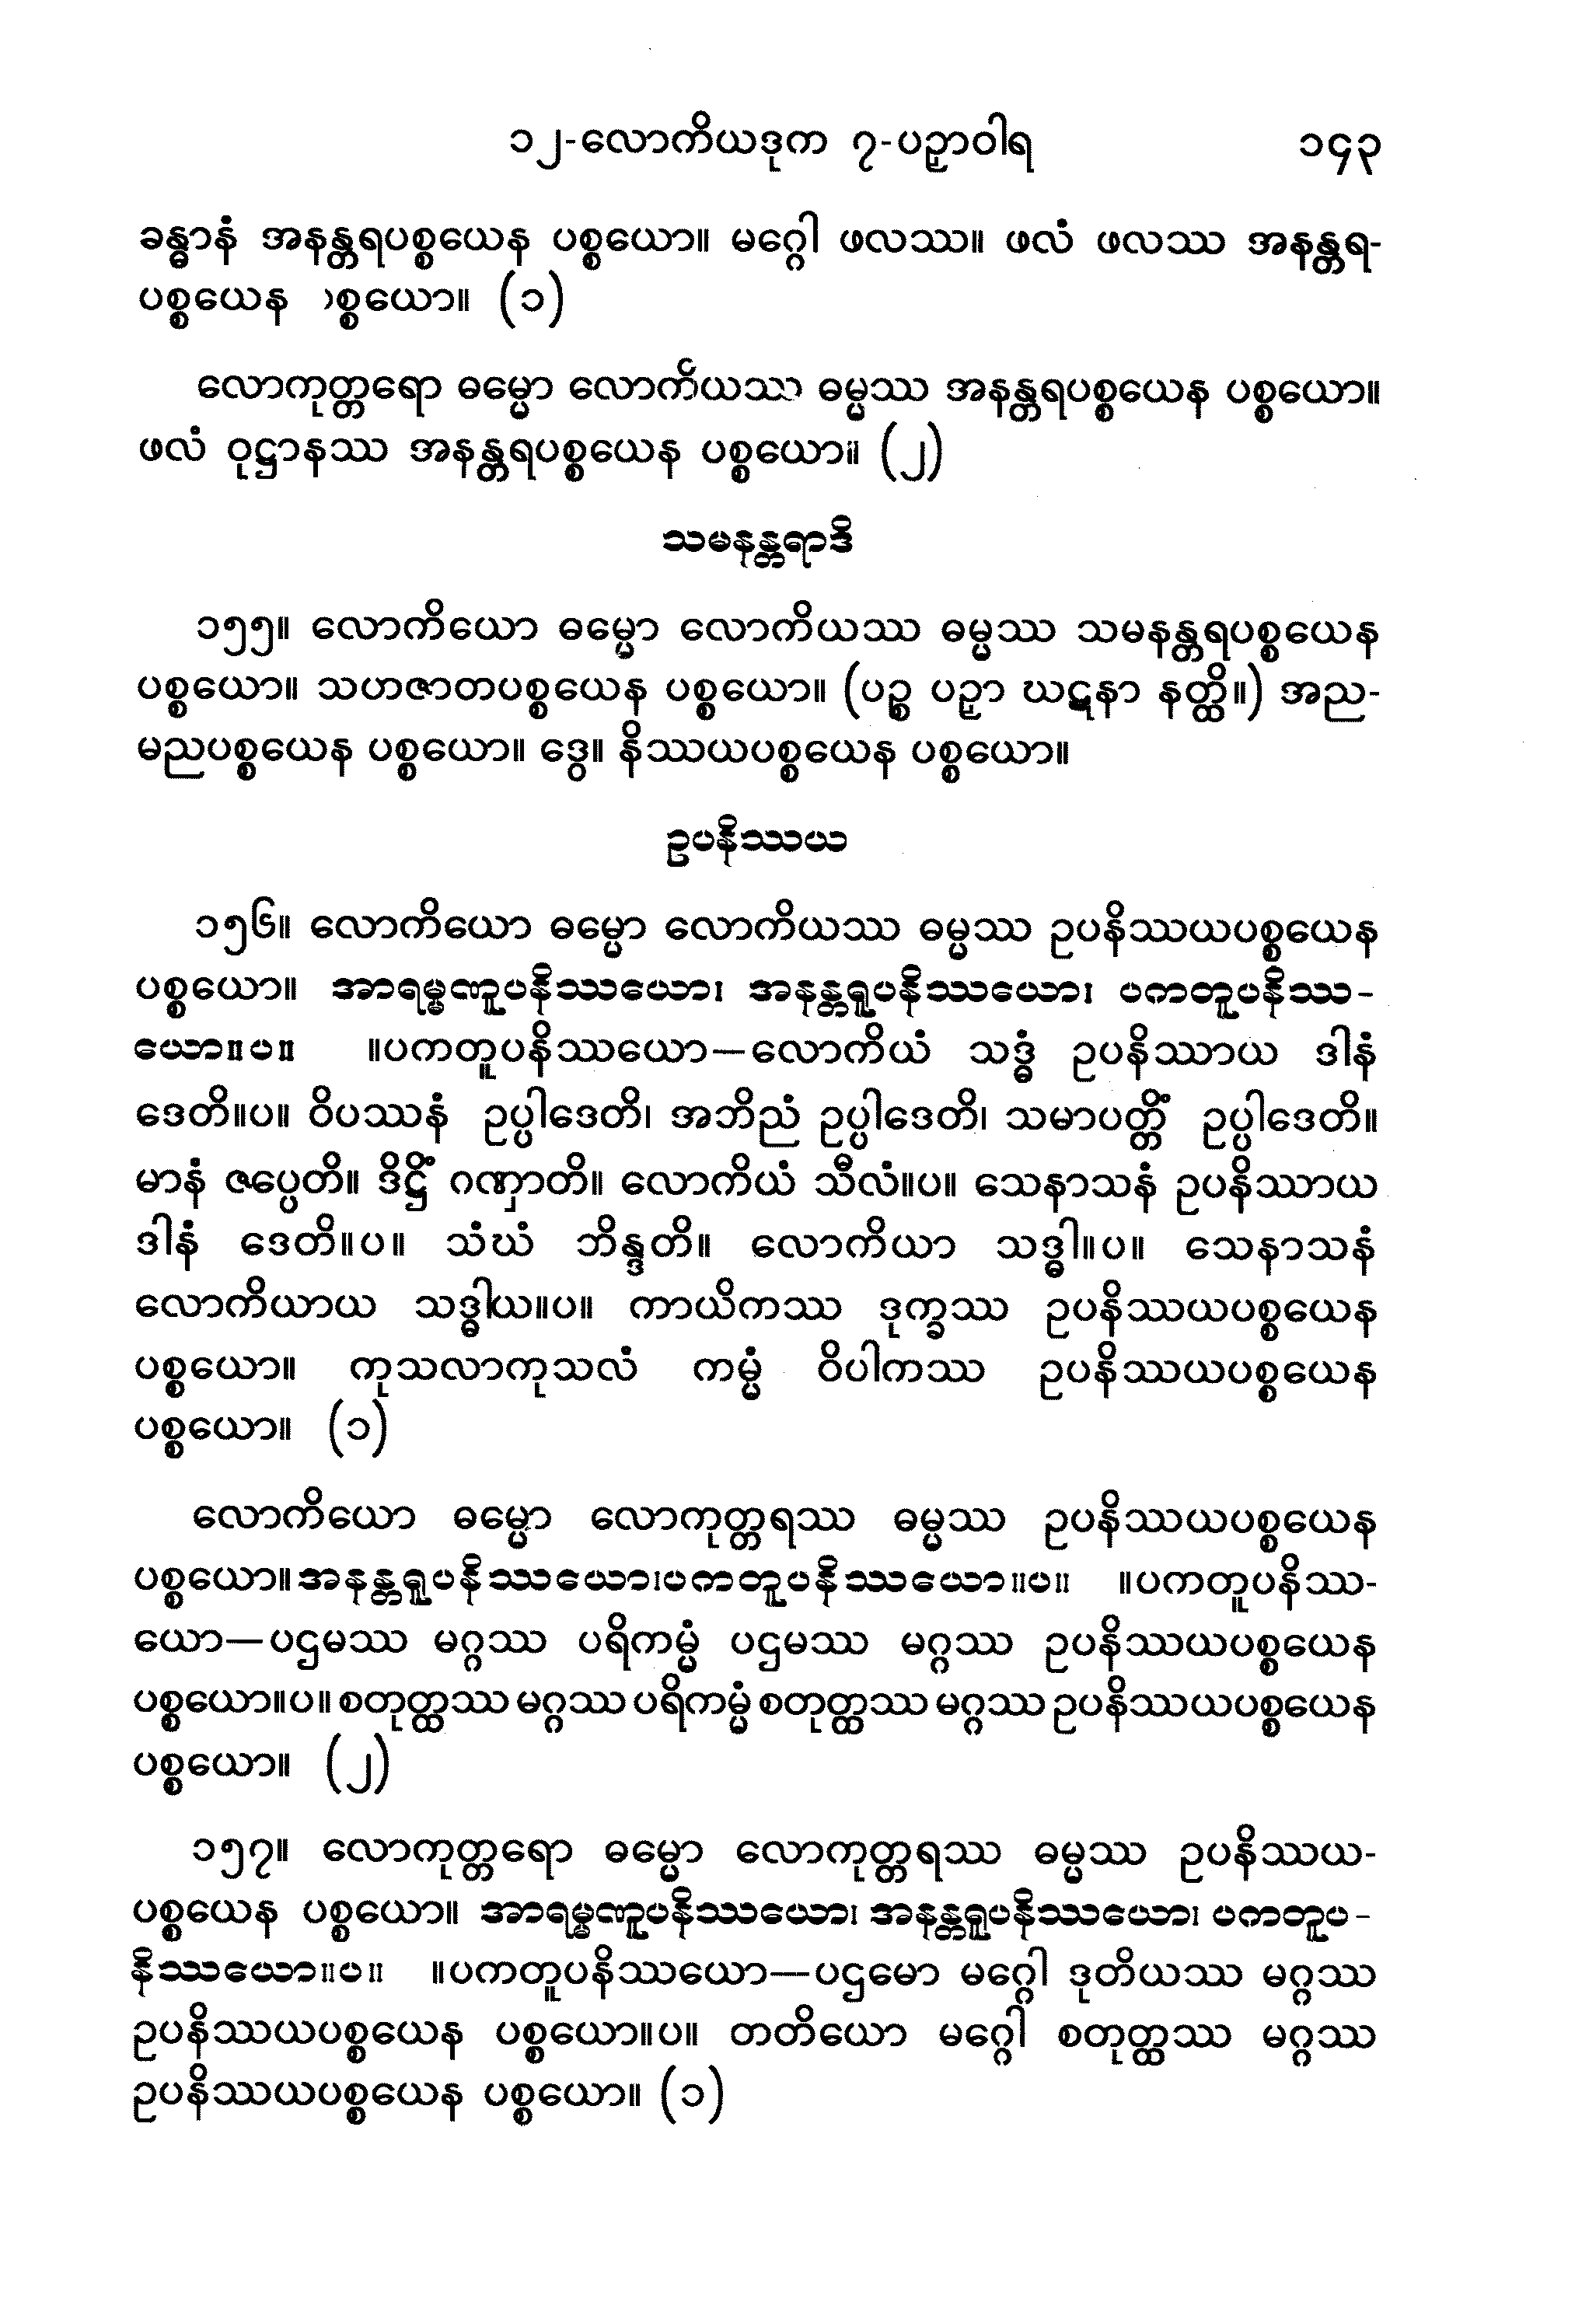 ၁၂-လောကိယဒုက ၇-ပဉှာဝါရ ၁၄၃
ခန္ဓာနံ အနန္တရပစ္စယေန ပစ္စယော။ မဂ္ဂေါ ဖလဿ။ ဖလံ ဖလဿ အနန္တရ-
ပစ္စယေန ပစ္စယော။ (၁)
လောကုတ္တရော ဓမ္မော လောကိယဿ ဓမ္မဿ အနန္တရပစ္စယေန ပစ္စယော။
ဖလံ ဝုဋ္ဌာနဿ အနန္တရပစ္စယေန ပစ္စယော။ (၂)
သမနန္တရာဒိ
၁၅၅။ လောကိယော ဓမ္မော လောကိယဿ ဓမ္မဿ သမနန္တရပစ္စယေန
ပစ္စယော။ သဟဇာတပစ္စယေန ပစ္စယော။ (ပဉ္စ ပဉှာ ဃဋနာ နတ္ထိ။) အည-
မညပစ္စယေန ပစ္စယော။ ဒွေ။ နိဿယပစ္စယေန ပစ္စယော။
ဥပနိဿယ
၁၅၆။ လောကိယော ဓမ္မော လောကိယဿ ဓမ္မဿ ဥပနိဿယပစ္စယေန
ပစ္စယော။ အာရမ္မဏူပနိဿယော၊ အနန္တရူပနိဿယော၊ ပကတူပနိဿ-
ယော။ပ။ ။ပကတူပနိဿယော—လောကိယံ သဒ္ဓံ ဥပနိဿာယ ဒါနံ
ဒေတိ။ပ။ ဝိပဿနံ ဥပ္ပါဒေတိ၊ အဘိညံ ဥပ္ပါဒေတိ၊ သမာပတ္တိံ ဥပ္ပါဒေတိ။
မာနံ ဇပ္ပေတိ။ ဒိဋ္ဌိံ ဂဏှာတိ။ လောကိယံ သီလံ။ပ။ သေနာသနံ ဥပနိဿာယ
ဒါနံ ဒေတိ။ပ။ သံဃံ ဘိန္ဒတိ။ လောကိယာ သဒ္ဓါ။ပ။ သေနာသနံ
လောကိယာယ သဒ္ဓါယ။ပ။ ကာယိကဿ ဒုက္ခဿ ဥပနိဿယပစ္စယေန
ပစ္စယော။ ကုသလာကုသလံ ကမ္မံ ဝိပါကဿ ဥပနိဿယပစ္စယေန
ပစ္စယော။ (၁)
လောကိယော ဓမ္မော လောကုတ္တရဿ ဓမ္မဿ ဥပနိဿယပစ္စယေန
ပစ္စယော။အနန္တရူပနိဿယော၊ပကတူပနိဿယော။ပ။ ။ပကတူပနိဿ-
ယော—ပဌမဿ မဂ္ဂဿ ပရိကမ္မံ ပဌမဿ မဂ္ဂဿ ဥပနိဿယပစ္စယေန
ပစ္စယော။ပ။ စတုတ္ထဿ မဂ္ဂဿ ပရိကမ္မံ စတုတ္ထဿ မဂ္ဂဿ ဥပနိဿယပစ္စယေန
ပစ္စယော။ (၂)
၁၅၇။ လောကုတ္တရော ဓမ္မော လောကုတ္တရဿ ဓမ္မဿ ဥပနိဿယ-
ပစ္စယေန ပစ္စယော။ အာရမ္မဏူပနိဿယော၊ အနန္တရူပနိဿယော၊ ပကတူပ-
နိဿယော။ပ။ ။ပကတူပနိဿယော—ပဌမော မဂ္ဂေါ ဒုတိယဿ မဂ္ဂဿ
ဥပနိဿယပစ္စယေန ပစ္စယော။ပ။ တတိယော မဂ္ဂေါ စတုတ္ထဿ မဂ္ဂဿ
ဥပနိဿယပစ္စယေန ပစ္စယော။ (၁)